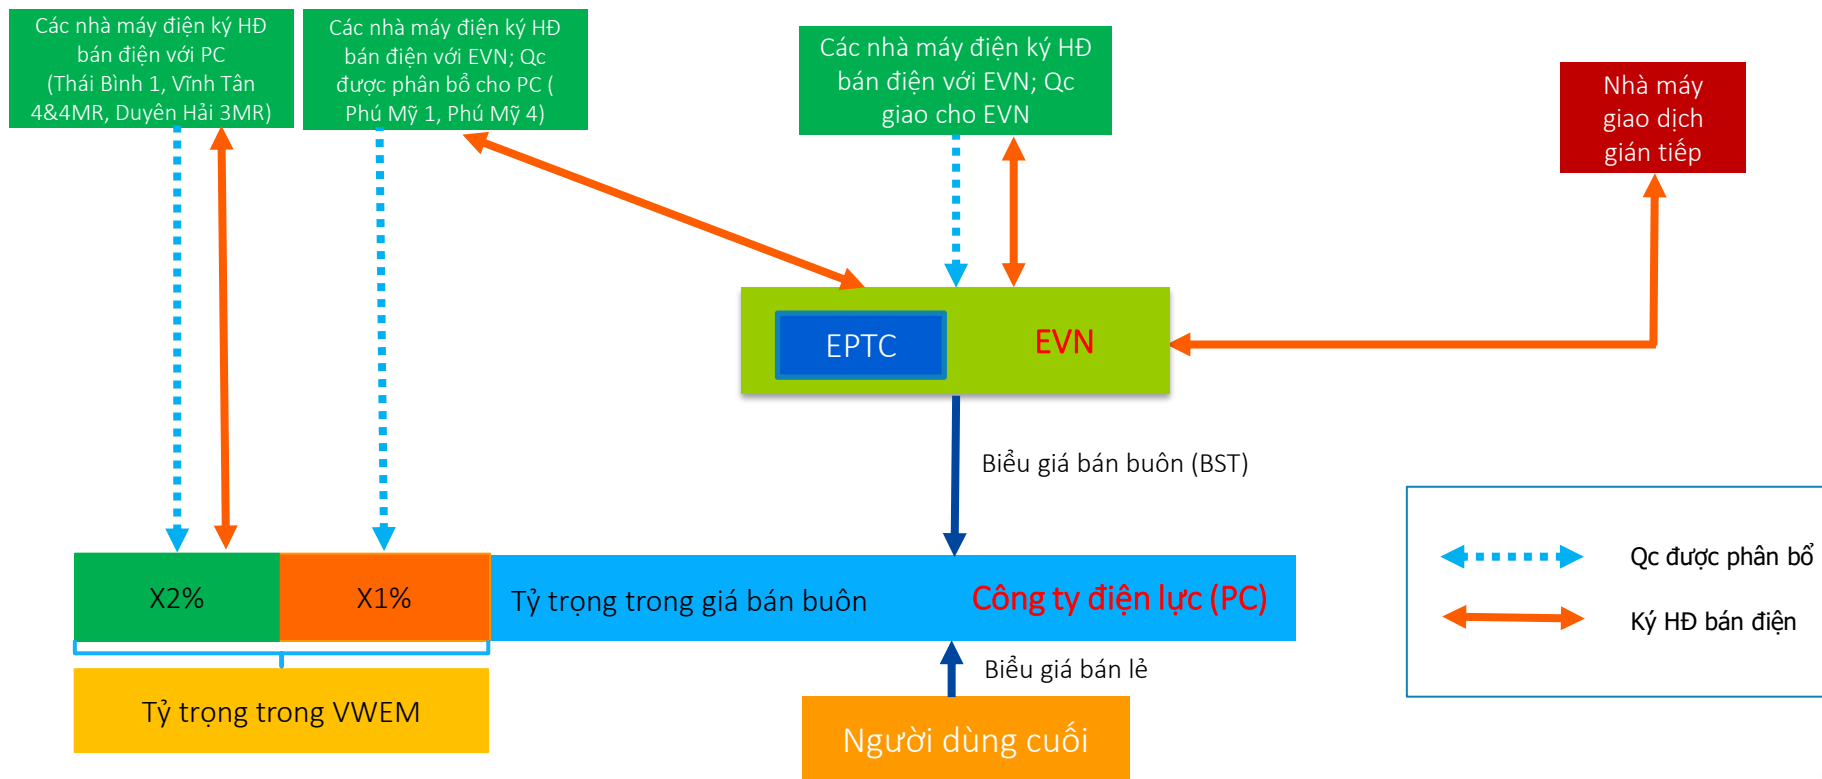 Các nhà máy điện ký HĐ
bán điện với PC
(Thái Bình 1, Vĩnh Tân
4&4MR, Duyên Hải 3MR)
Các nhà máy điện ký HĐ
bán điện với EVN; Qc
được phân bổ cho PC (
Phú Mỹ 1, Phú Mỹ 4)
Các nhà máy điện ký HĐ
bán điện với EVN; Qc
giao cho EVN
Nhà máy
giao dịch
gián tiếp
EPTC
EVN
Biểu giá bán buôn (BST)
Qc được phân bổ
Ký HĐ bán điện
X2%
X1%
Tỷ trọng trong giá bán buôn
Công ty điện lực (PC)
Biểu giá bán lẻ
Tỷ trọng trong VWEM
Người dùng cuối